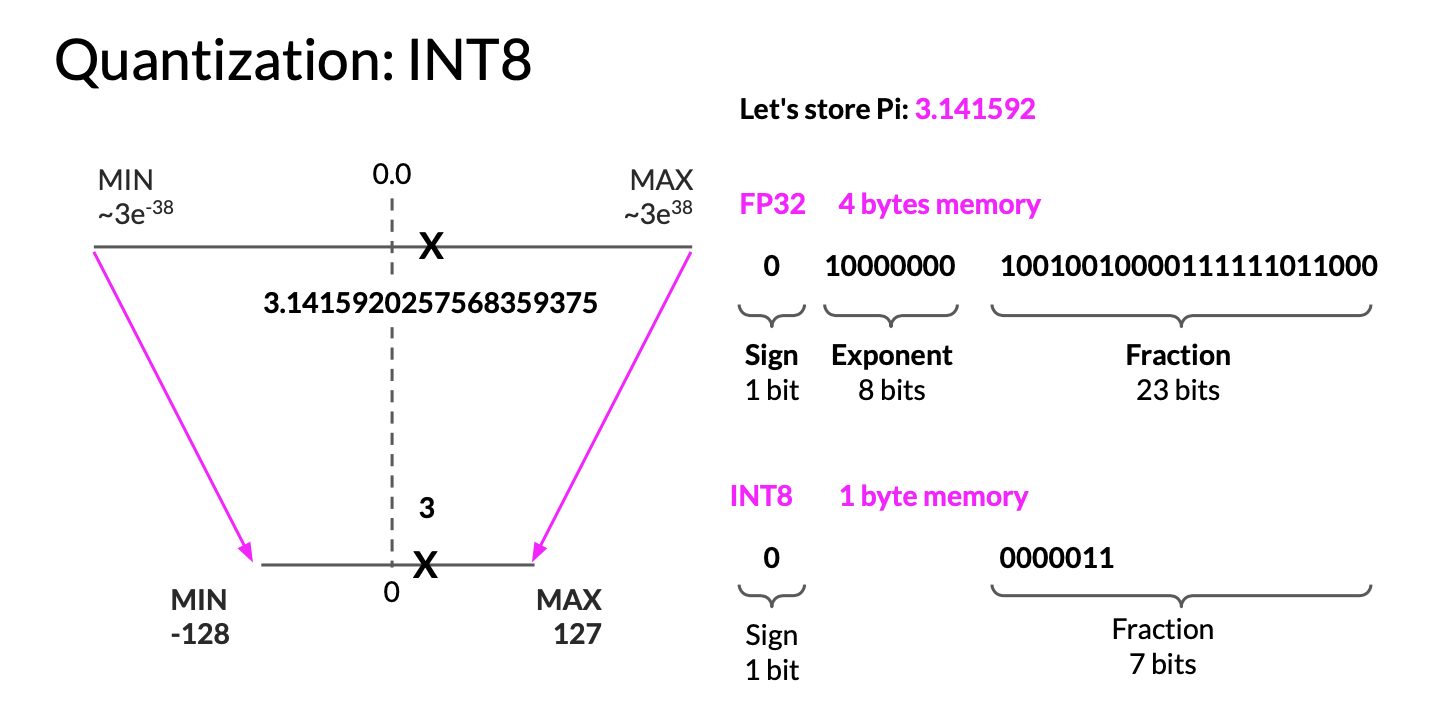 Quantization: INT8
Let's store Pi: 3.141592
MIN
~3e-38
0.0
MAX
~3e38
X
3.1415920257568359375
FP32 4 bytes memory
0 10000000 10010010000111111011000
Sign Exponent Fraction
1 bit 8 bits 23 bits
3
X
0
MIN
-128
MAX
127
INT8 1 byte memory
0 0000011
Sign Fraction
1 bit 7 bits